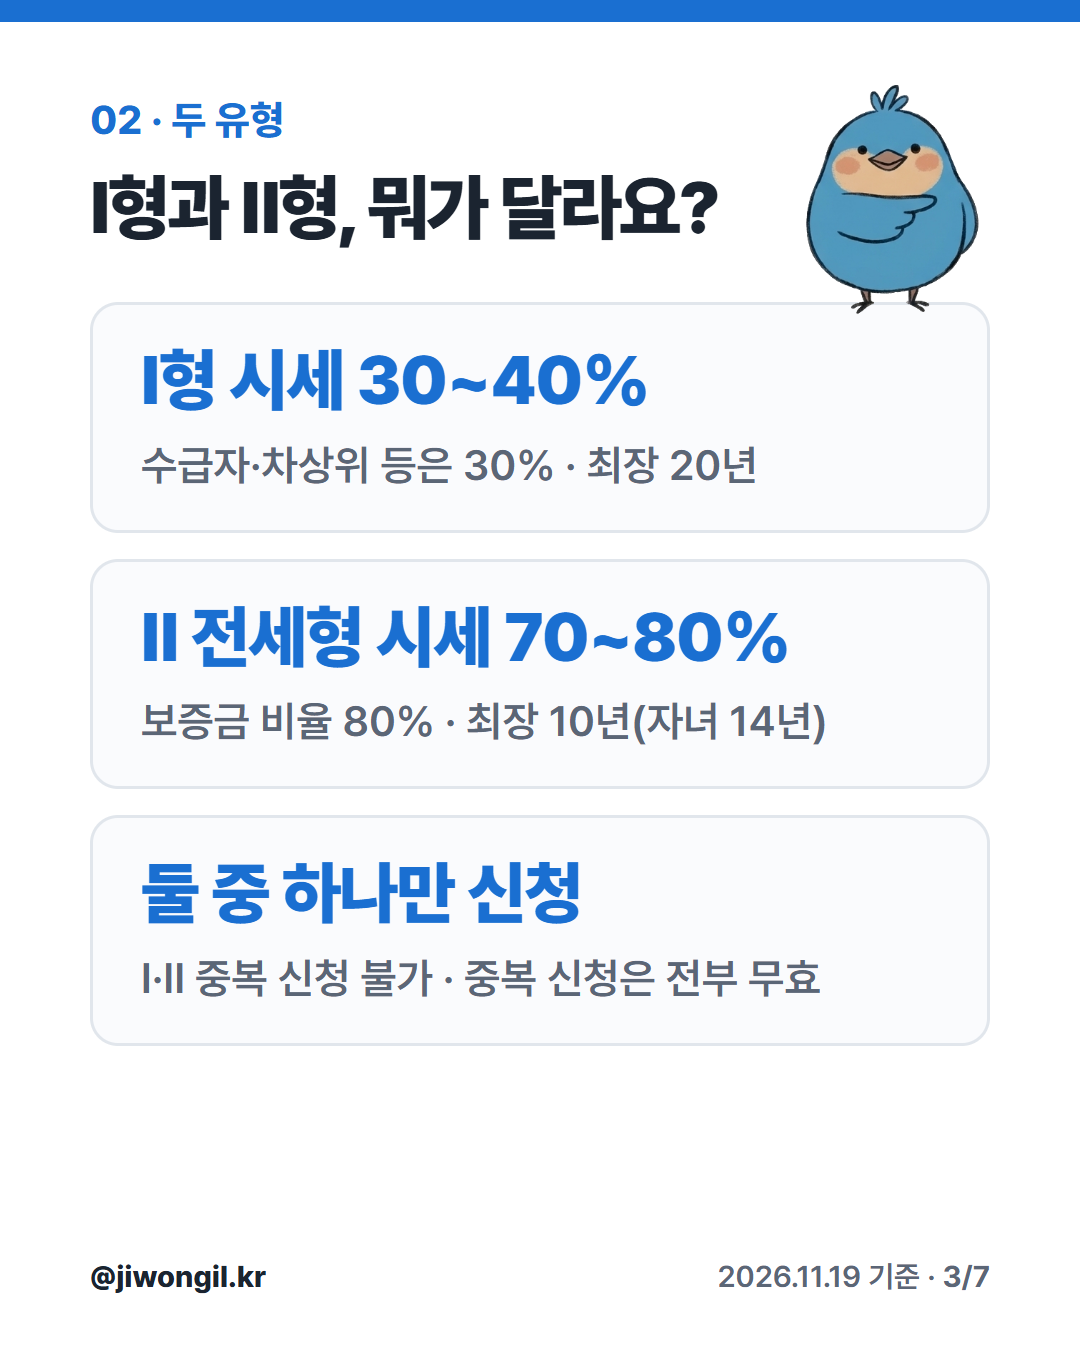 02 · 두 유형
I형과 II형, 뭐가 달라요?
I형 시세 30~40%
수급자·차상위 등은 30% · 최장 20년
II 전세형 시세 70~80%
보증금 비율 80% · 최장 10년(자녀 14년)
둘 중 하나만 신청
I·II 중복 신청 불가 · 중복 신청은 전부 무효
@jiwongil.kr
2026.11.19 기준 · 3/7